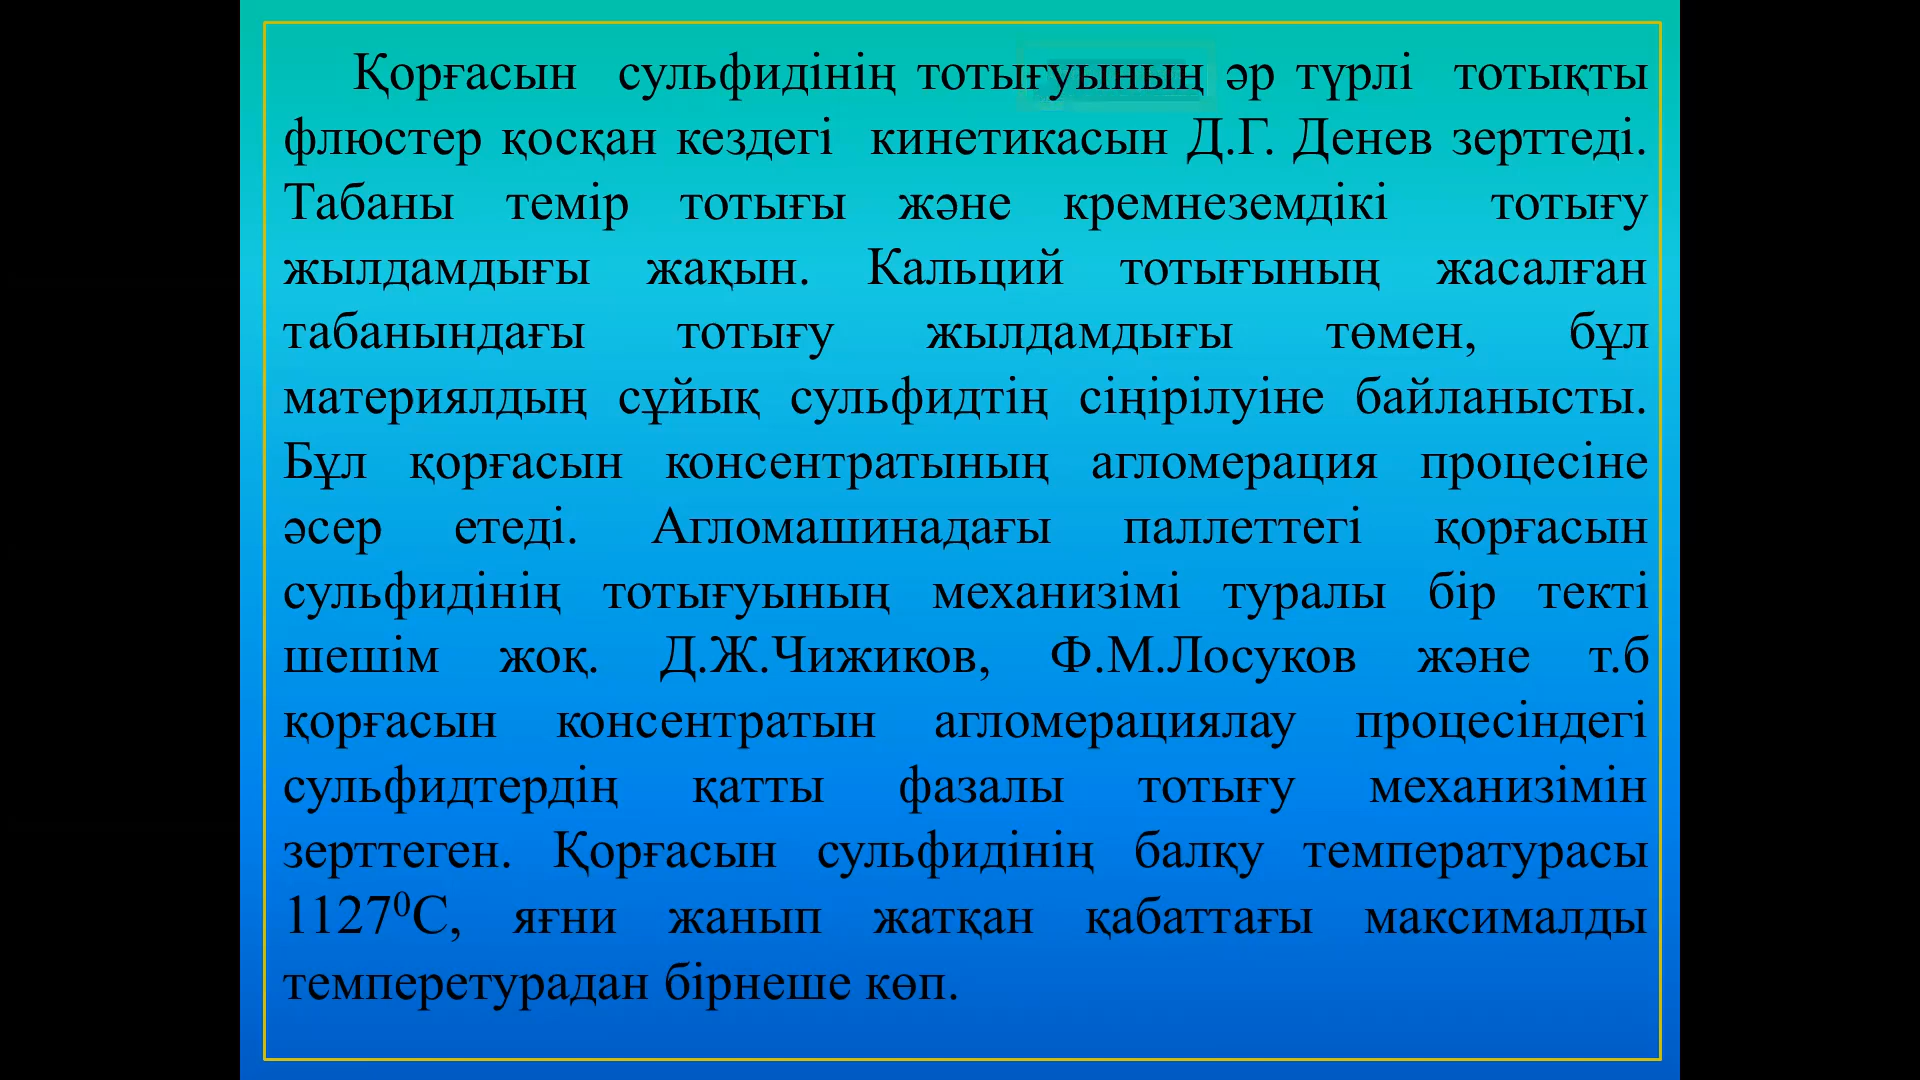 Қорғасын сульфидінің тотығуының әр түрлі тотықты
флюстер қосқан кездегі кинетикасын Д.Г. Денев зерттеді.
Табаны темір тотығы және кремнеземдікі тотығу
жылдамдығы жақын. Кальций тотығының жасалған
табанындағы тотығу жылдамдығы төмен, бұл
материялдың сұйық сульфидтің сіңірілуіне байланысты.
Бұл қорғасын консентратының агломерация процесіне
әсер етеді. Агломашинадағы паллеттегі қорғасын
сульфидінің тотығуының механизімі туралы бір текті
шешім жоқ. Д.Ж.Чижиков, Ф.М.Лосуков және т.б
қорғасын консентратын агломерациялау процесіндегі
сульфидтердің қатты фазалы тотығу механизімін
зерттеген. Қорғасын сульфидінің балқу температурасы
1127⁰С, яғни жанып жатқан қабаттағы максималды
темперетурадан бірнеше көп.